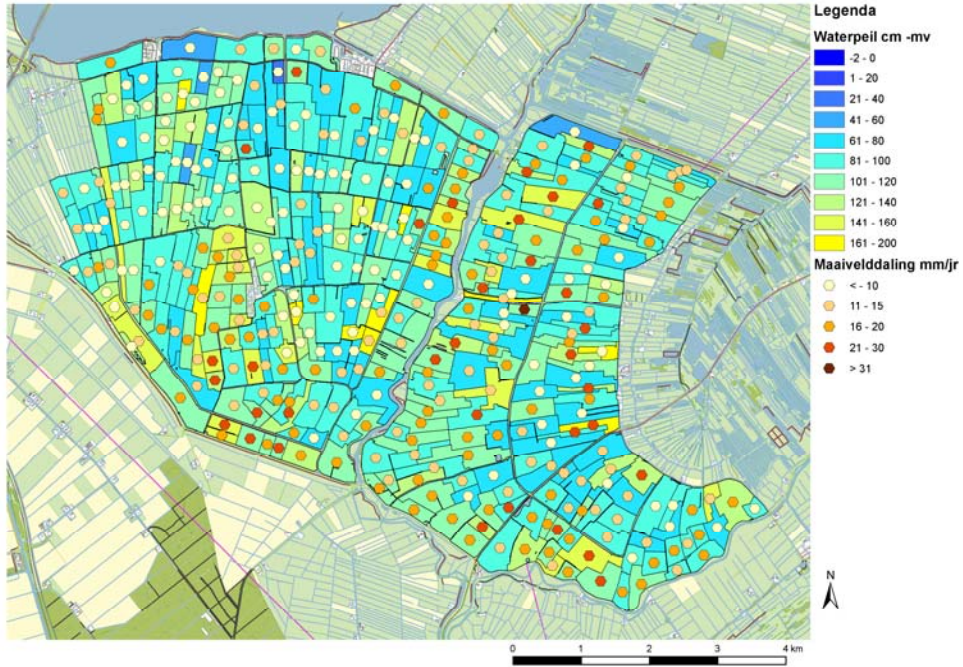 Legenda
Waterpeil cm -mv
-2 - 0
1 - 20
21 - 40
41 - 60
61 - 80
81 - 100
101 - 120
121 - 140
141 - 160
161 - 200
Maaivelddaling mm/jr
< - 10
11 - 15
16 - 20
21 - 30
> 31
N
0 1 2 3 4 km